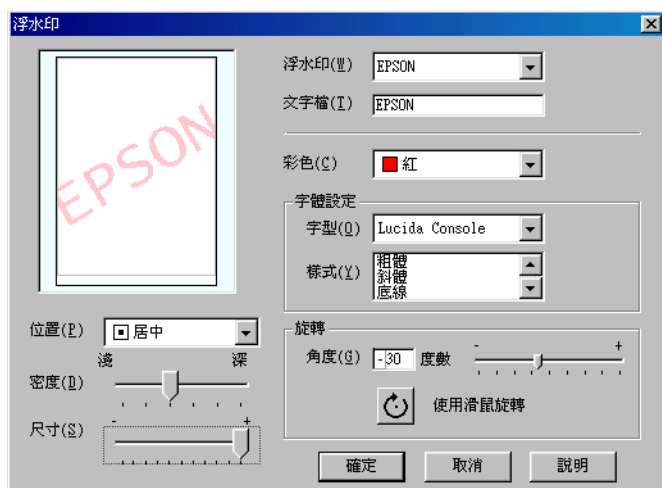 浮水印
EPSON
浮水印(W) EPSON
文字檔(T) EPSON
彩色(C) 紅
字體設定
字型(O) Lucida Console
樣式(Y) 粗體
斜體
底線
位置(P) 居中
淺 深
密度(D)
尺寸(S) - +
旋轉
角度(G) -30 度數 - +
使用滑鼠旋轉
確定 取消 說明